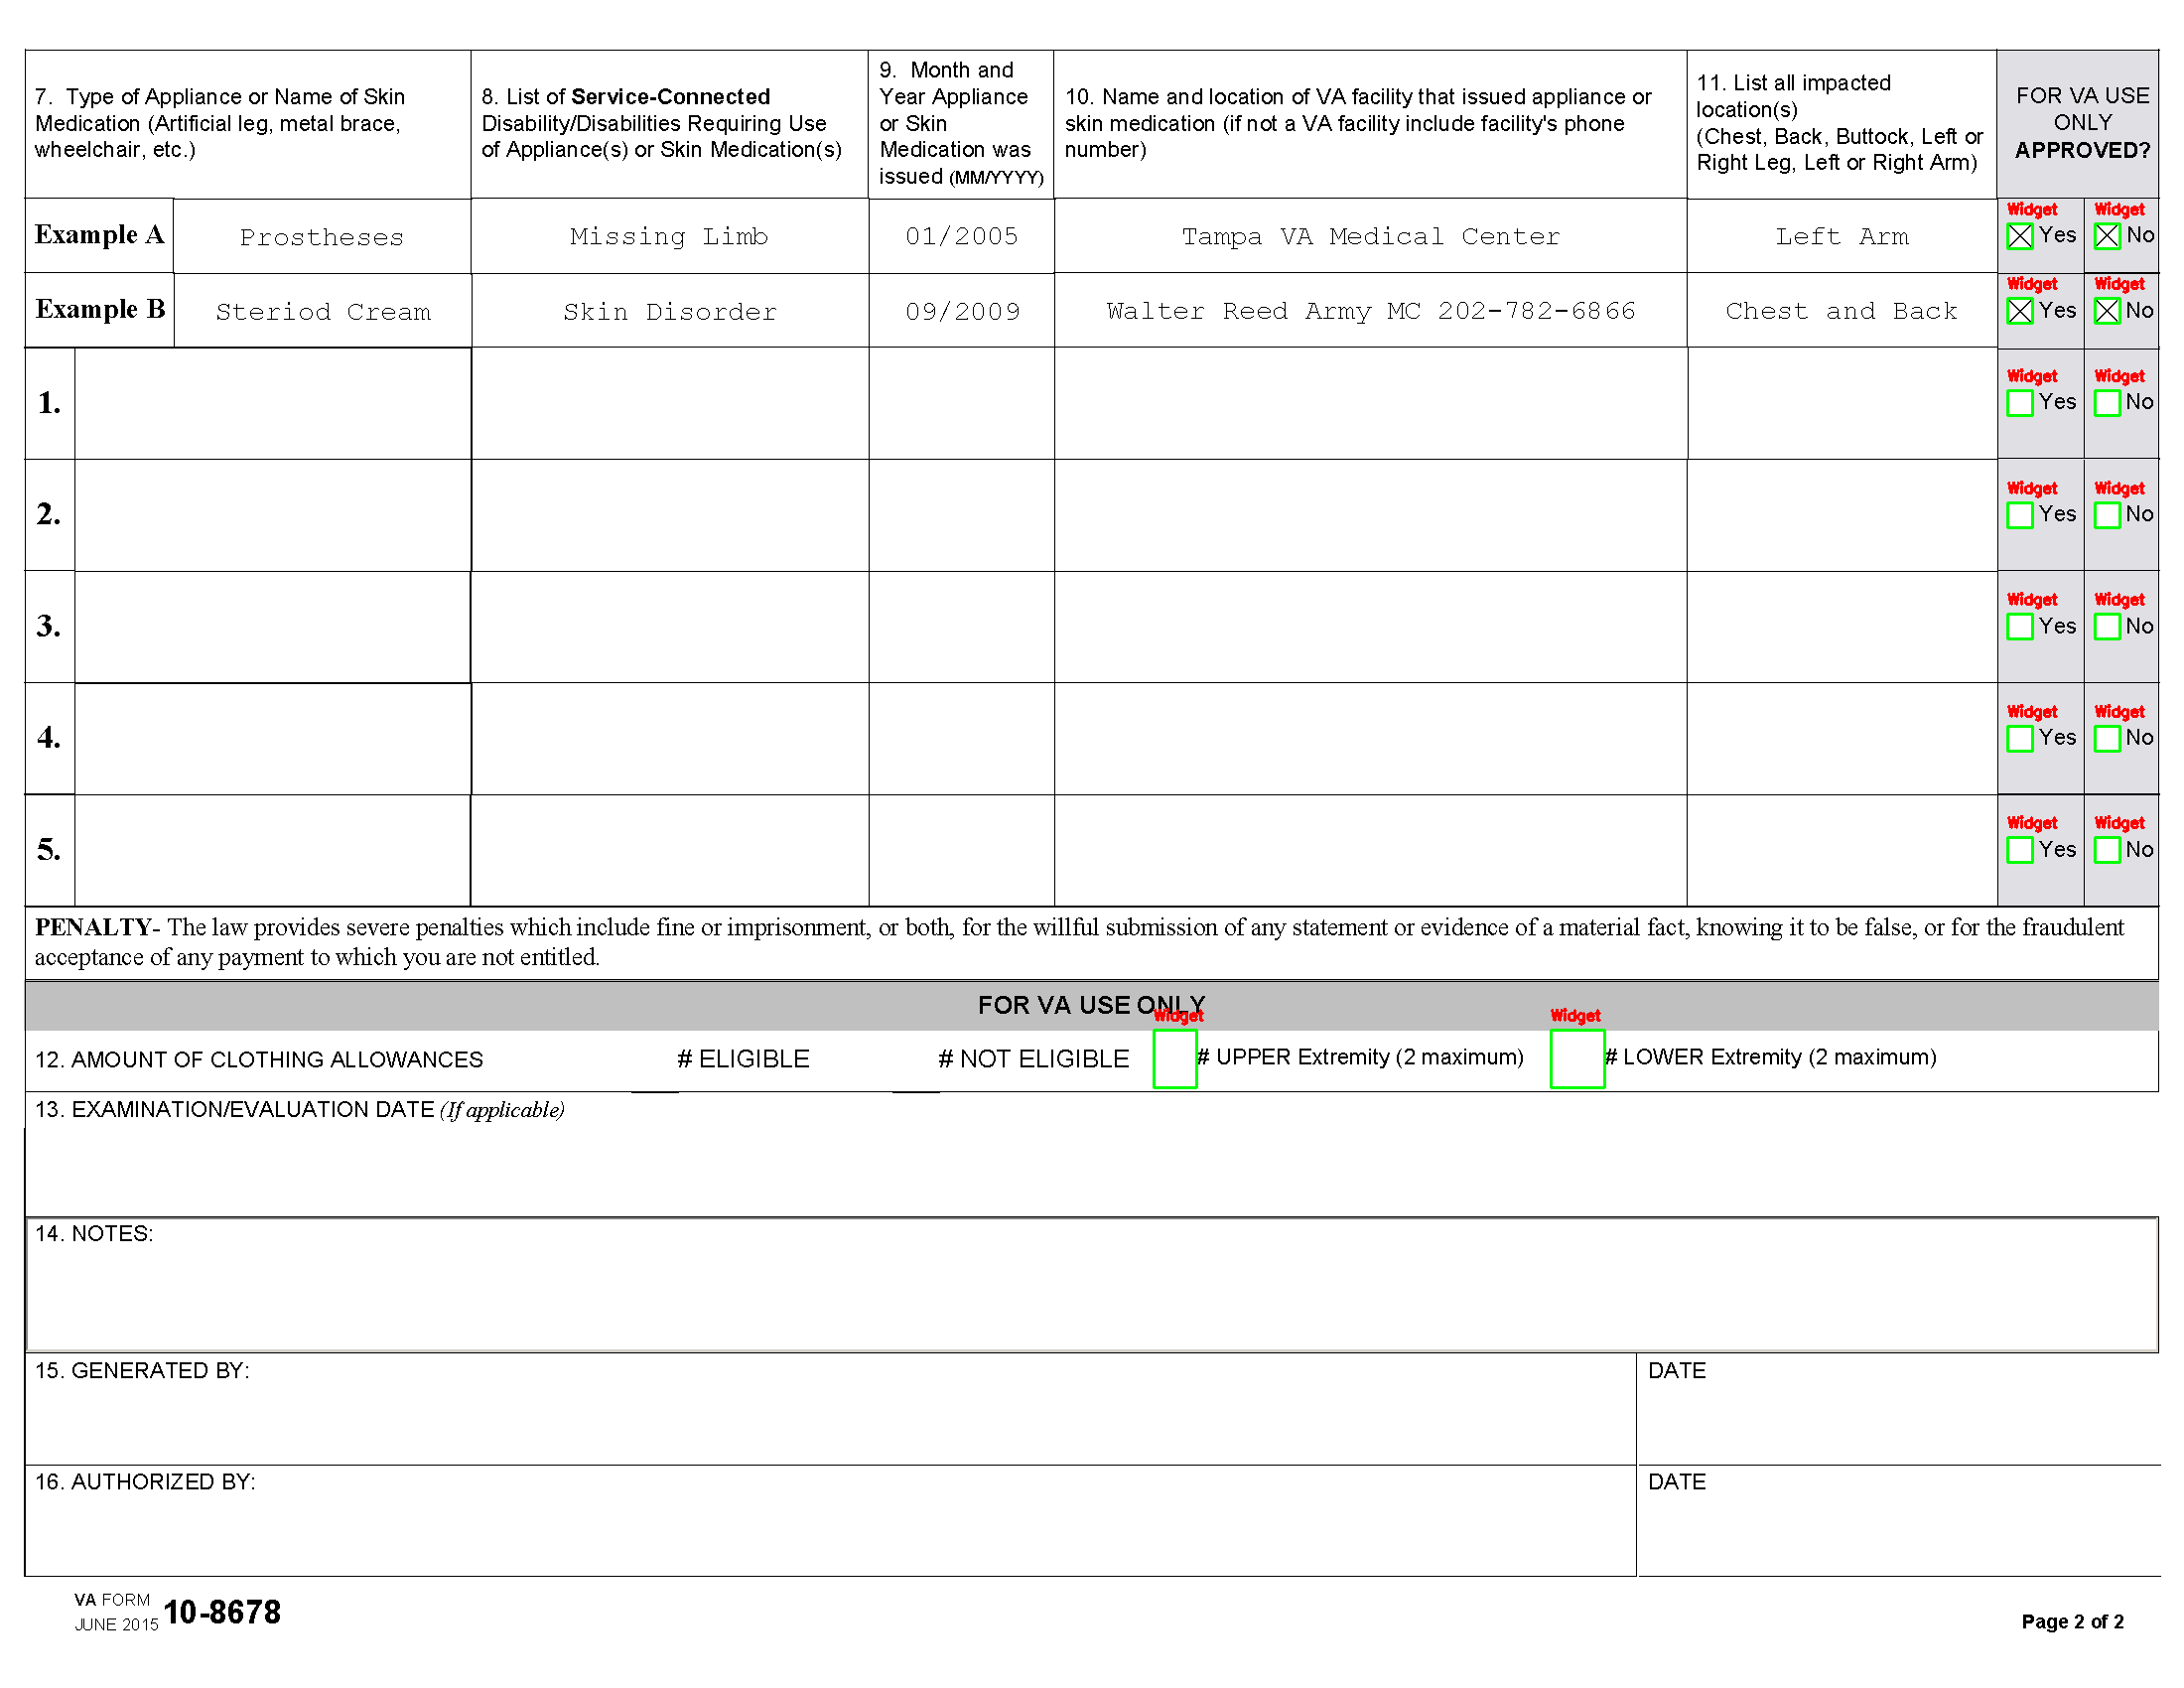 7.  Type of Appliance or Name of Skin
Medication (Artificial leg, metal brace,
wheelchair, etc.)
8. List of Service-Connected
Disability/Disabilities Requiring Use
of Appliance(s) or Skin Medication(s)
9.  Month and
Year Appliance
or Skin
Medication was
issued (MM/YYYY)
10. Name and location of VA facility that issued appliance or
skin medication (if not a VA facility include facility's phone
number)
11. List all impacted
location(s)
(Chest, Back, Buttock, Left or
Right Leg, Left or Right Arm)
FOR VA USE
ONLY
APPROVED?
Widget Widget
Example A Prostheses Missing Limb 01/2005 Tampa VA Medical Center Left Arm Yes No
Widget Widget
Example B Steriod Cream Skin Disorder 09/2009 Walter Reed Army MC 202-782-6866 Chest and Back Yes No
Widget Widget
1. Yes No
Widget Widget
2. Yes No
Widget Widget
3. Yes No
Widget Widget
4. Yes No
Widget Widget
5. Yes No
PENALTY- The law provides severe penalties which include fine or imprisonment, or both, for the willful submission of any statement or evidence of a material fact, knowing it to be false, or for the fraudulent
acceptance of any payment to which you are not entitled.
FOR VA USE ONLY
Widget Widget
12. AMOUNT OF CLOTHING ALLOWANCES # ELIGIBLE # NOT ELIGIBLE # UPPER Extremity (2 maximum) # LOWER Extremity (2 maximum)
13. EXAMINATION/EVALUATION DATE (If applicable)
14. NOTES:
15. GENERATED BY: DATE
16. AUTHORIZED BY: DATE
VA FORM
JUNE 2015 10-8678
Page 2 of 2